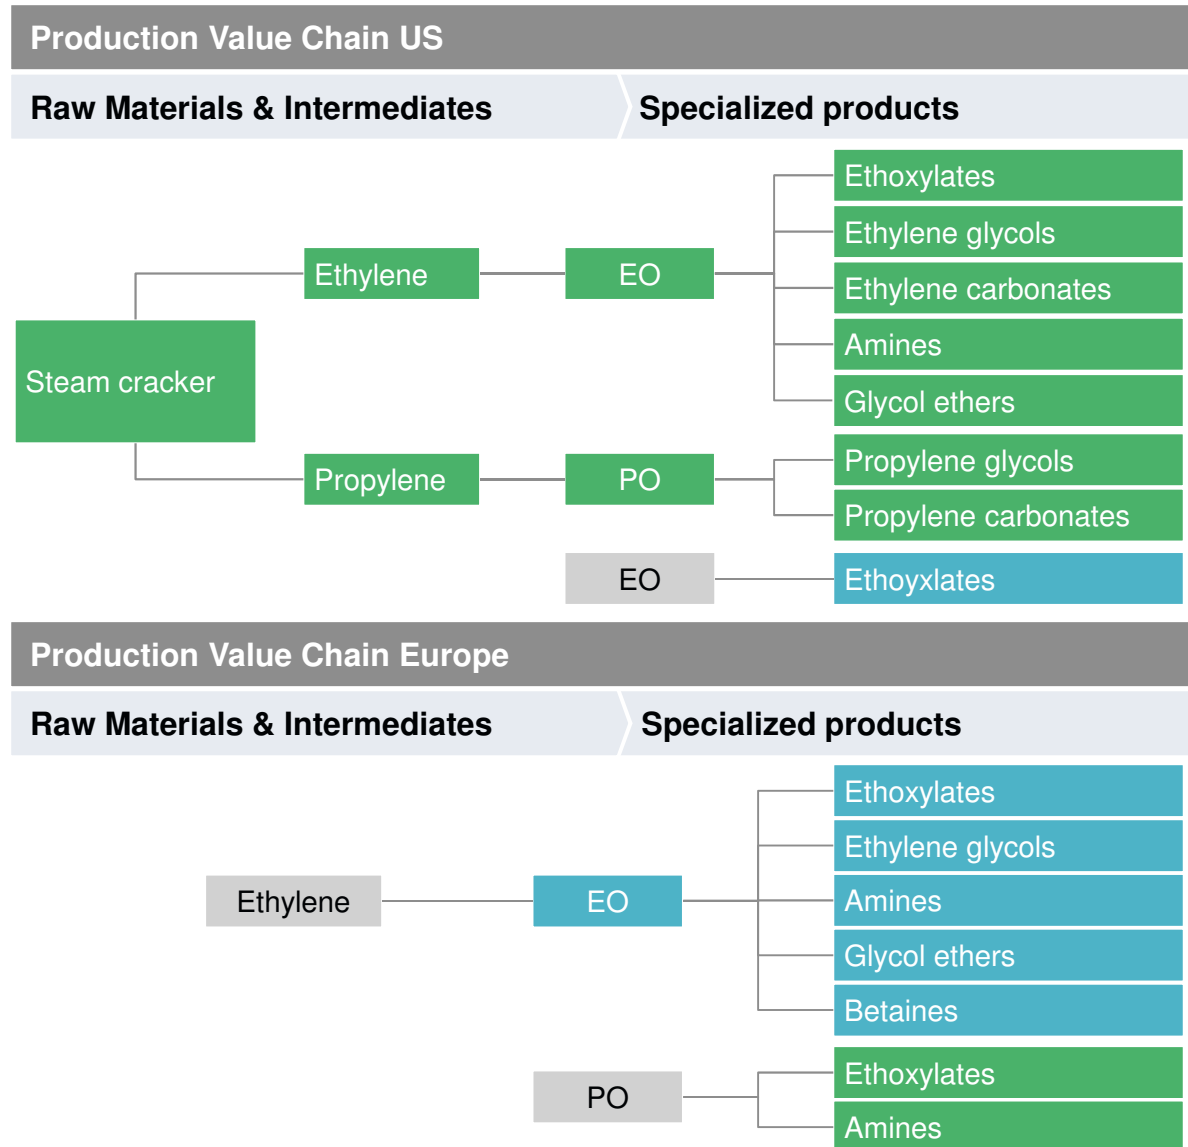 Production Value Chain US
Raw Materials & Intermediates
Specialized products
Ethoxylates
Ethylene glycols
Ethylene
EO
Ethylene carbonates
Amines
Steam cracker
Glycol ethers
Propylene glycols
Propylene
PO
Propylene carbonates
EO
Ethoyxlates
Production Value Chain Europe
Raw Materials & Intermediates
Specialized products
Ethoxylates
Ethylene glycols
Ethylene
EO
Amines
Glycol ethers
Betaines
Ethoxylates
PO
Amines